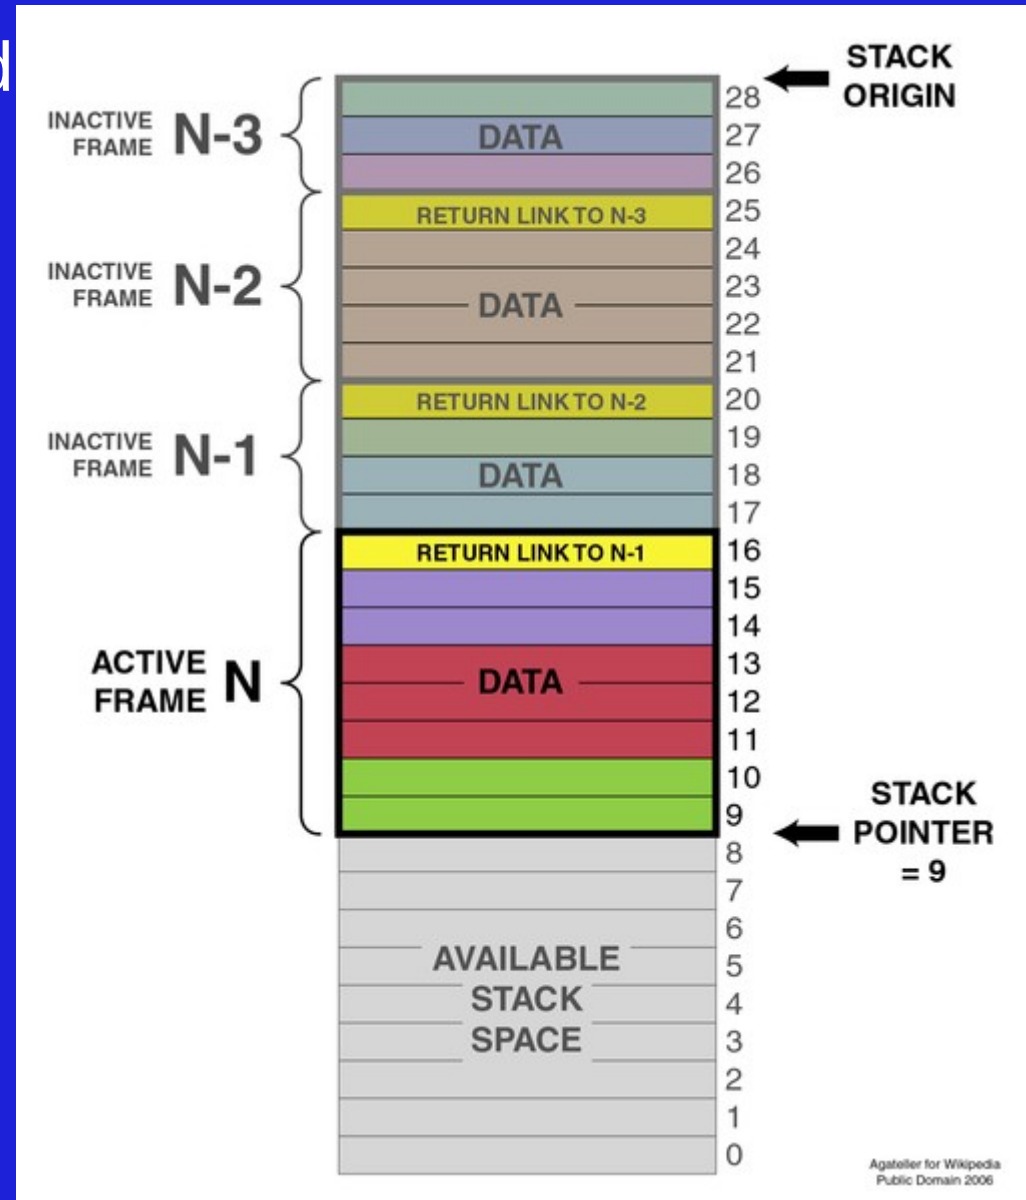 d
STACK
ORIGIN
28
INACTIVE
FRAME
N-3
DATA
27
26
RETURN LINK TO N-3
25
24
INACTIVE
FRAME
N-2
DATA
23
22
21
RETURN LINK TO N-2
20
19
INACTIVE
FRAME
N-1
DATA
18
17
RETURN LINK TO N-1
16
15
14
ACTIVE
FRAME
N
DATA
13
12
11
10
9
STACK
POINTER
= 9
8
7
6
5
4
3
2
1
0
AVAILABLE
STACK
SPACE
Agateller for Wikipedia
Public Domain 2006